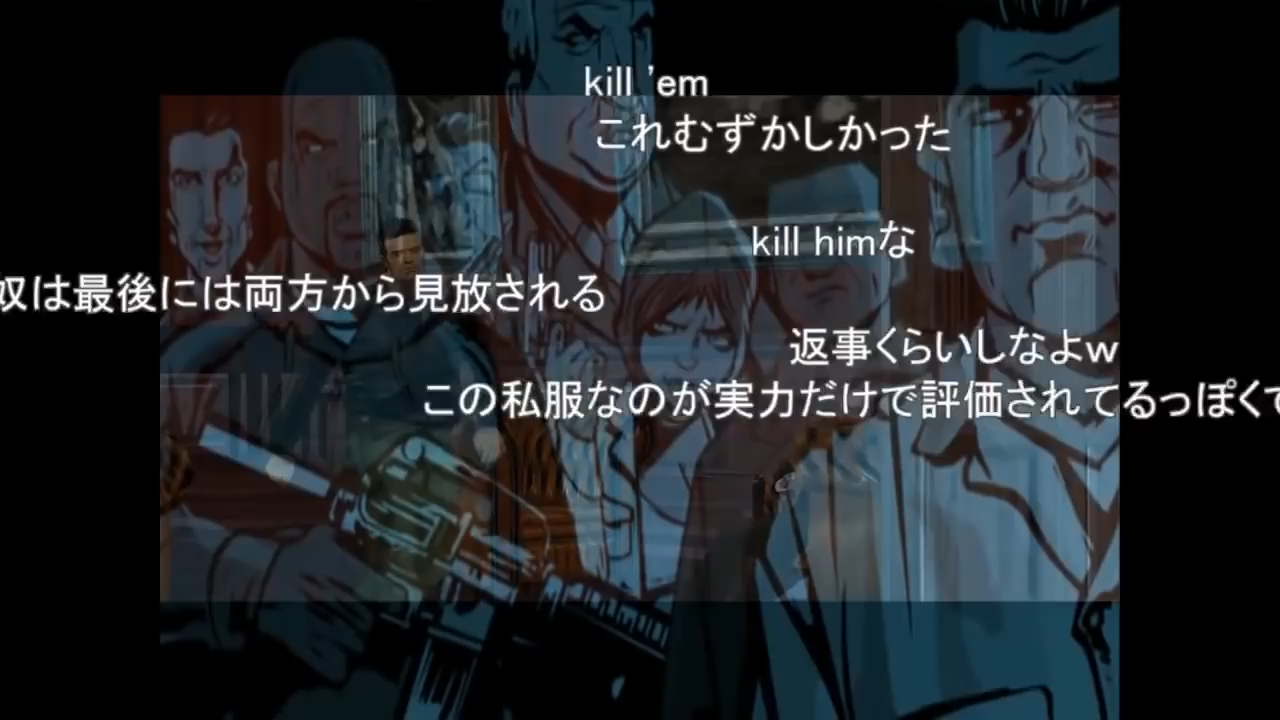 kill 'em
これむずかしかった
kill himな
奴は最後には両方から見放される
返事くらいしなよw
この私服なのが実力だけで評価されてるっぽくて